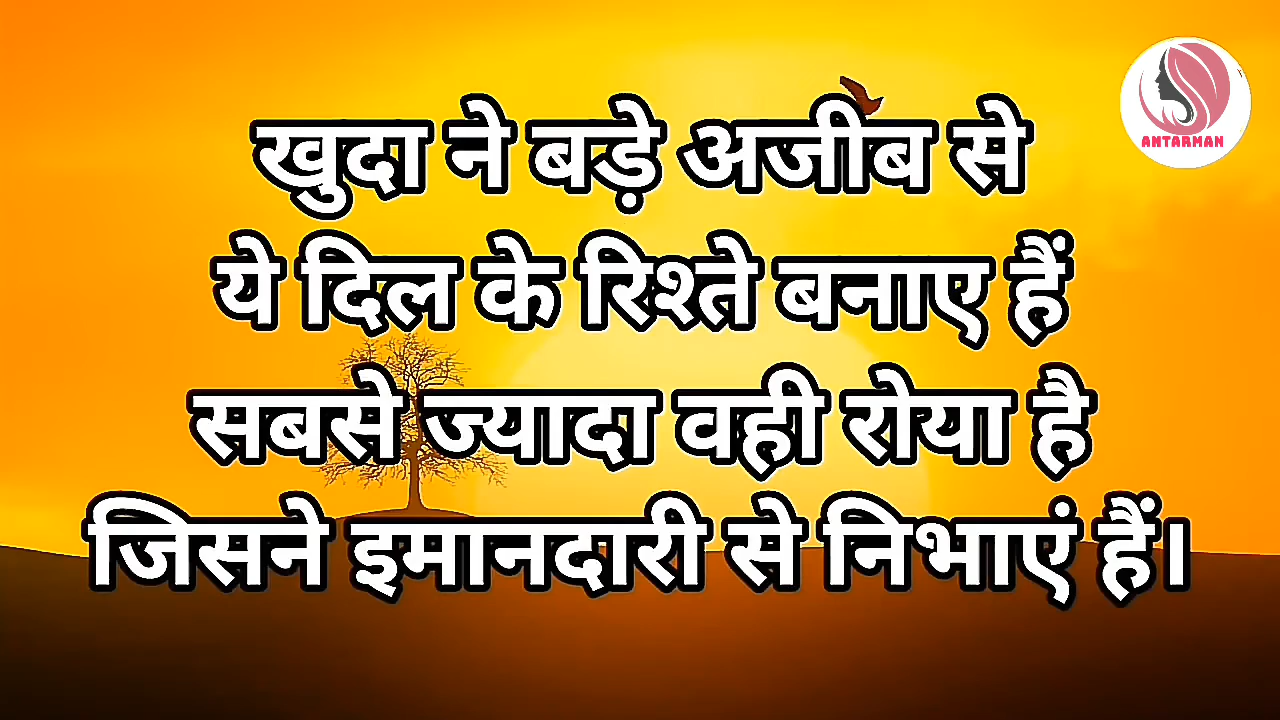 खुदा ने बड़े अजीब से
ये दिल के रिश्ते बनाए हैं
सबसे ज्यादा वही रोया है
जिसने इमानदारी से निभाएं हैं।
ANTARMAN